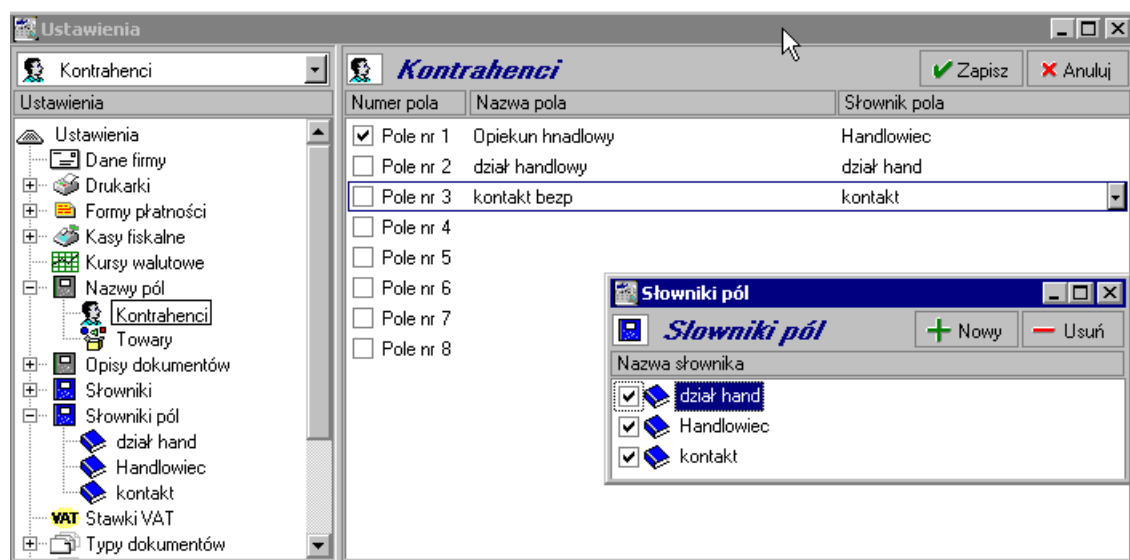 Ustawienia
Kontrahenci
Ustawienia
Ustawienia
Dane firmy
Drukarki
Formy płatności
Kasy fiskalne
Kursy walutowe
Nazwy pól
Kontrahenci
Towary
Opisy dokumentów
Słowniki
Słowniki pól
dział hand
Handlowiec
kontakt
VAT Stawki VAT
Typy dokumentów
Kontrahenci Zapisz Anuluj
Numer pola Nazwa pola Słownik pola
Pole nr 1 Opiekun hnadlowy Handlowiec
Pole nr 2 dział handlowy dział hand
Pole nr 3 kontakt bezp kontakt
Pole nr 4
Pole nr 5
Pole nr 6
Pole nr 7
Pole nr 8
Słowniki pól
Słowniki pól Nowy Usuń
Nazwa słownika
dział hand
Handlowiec
kontakt